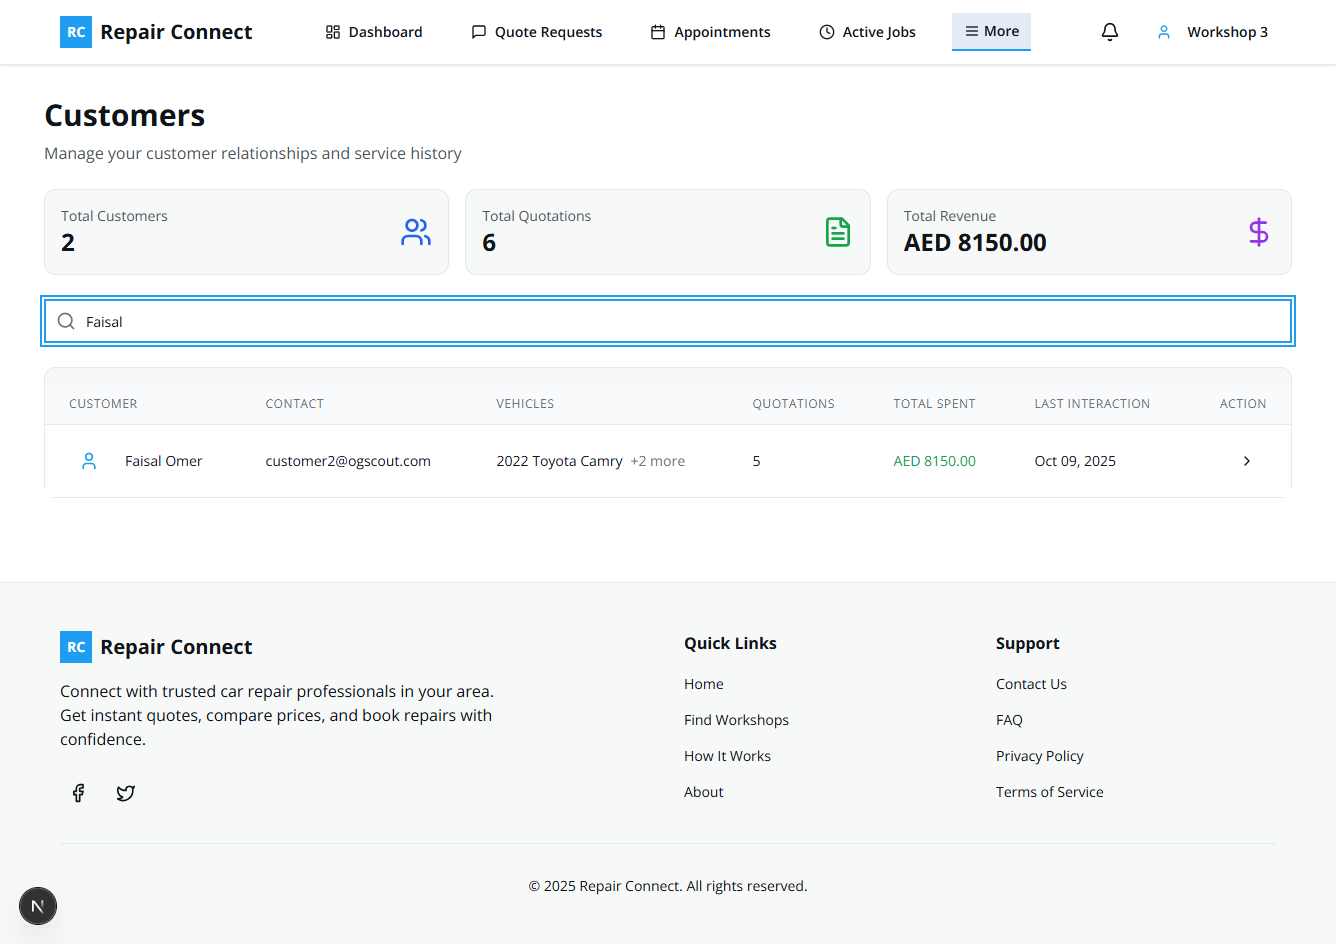 RC Repair Connect
Dashboard
Quote Requests
Appointments
Active Jobs
More
Workshop 3
Customers
Manage your customer relationships and service history
Total Customers
2
Total Quotations
6
Total Revenue
AED 8150.00
Faisal
CUSTOMER CONTACT VEHICLES QUOTATIONS TOTAL SPENT LAST INTERACTION ACTION
Faisal Omer customer2@ogscout.com 2022 Toyota Camry +2 more 5 AED 8150.00 Oct 09, 2025
RC Repair Connect
Connect with trusted car repair professionals in your area.
Get instant quotes, compare prices, and book repairs with
confidence.
Quick Links
Home
Find Workshops
How It Works
About
Support
Contact Us
FAQ
Privacy Policy
Terms of Service
© 2025 Repair Connect. All rights reserved.
N